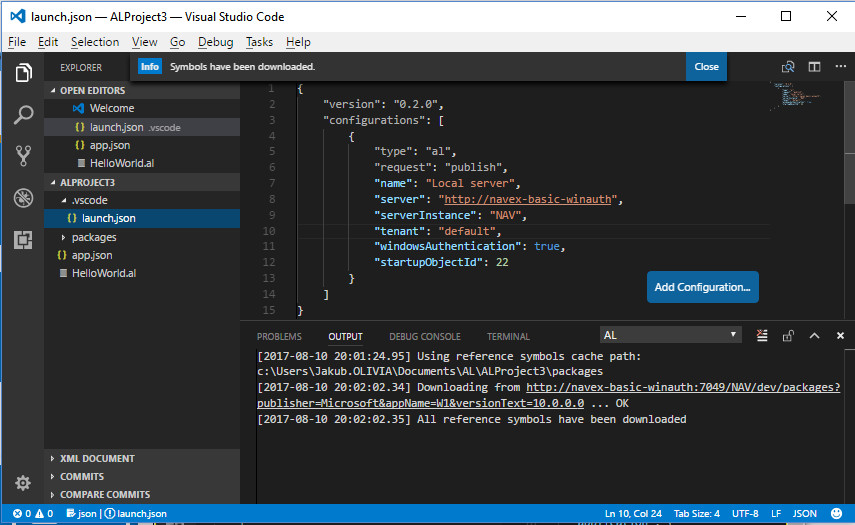 launch.json — ALProject3 — Visual Studio Code
File Edit Selection View Go Debug Tasks Help
EXPLORER
Info Symbols have been downloaded. Close
OPEN EDITORS
Welcome
launch.json .vscode
app.json
HelloWorld.al
ALPROJECT3
.vscode
launch.json
packages
app.json
HelloWorld.al
XML DOCUMENT
COMMITS
COMPARE COMMITS
1 {
2 "version": "0.2.0",
3 "configurations": [
4 {
5 "type": "al",
6 "request": "publish",
7 "name": "Local server",
8 "server": "http://navex-basic-winauth",
9 "serverInstance": "NAV",
10 "tenant": "default",
11 "windowsAuthentication": true,
12 "startupObjectId": 22
13 }
14 ]
15 }
Add Configuration...
PROBLEMS OUTPUT DEBUG CONSOLE TERMINAL AL
[2017-08-10 20:01:24.95] Using reference symbols cache path:
c:\Users\Jakub.OLIVIA\Documents\AL\ALProject3\packages
[2017-08-10 20:02:02.34] Downloading from http://navex-basic-winauth:7049/NAV/dev/packages?
publisher=Microsoft&appName=W1&versionText=10.0.0.0 ... OK
[2017-08-10 20:02:02.35] All reference symbols have been downloaded
0 0 json | launch.json Ln 10, Col 24 Tab Size: 4 UTF-8 LF JSON